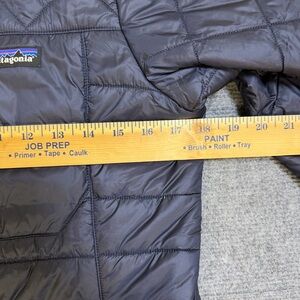 patagonia
12 13 14 15 16 17 18 19 20 21
JOB PREP
• Primer • Tape • Caulk
PAINT
• Brush • Roller • Tray